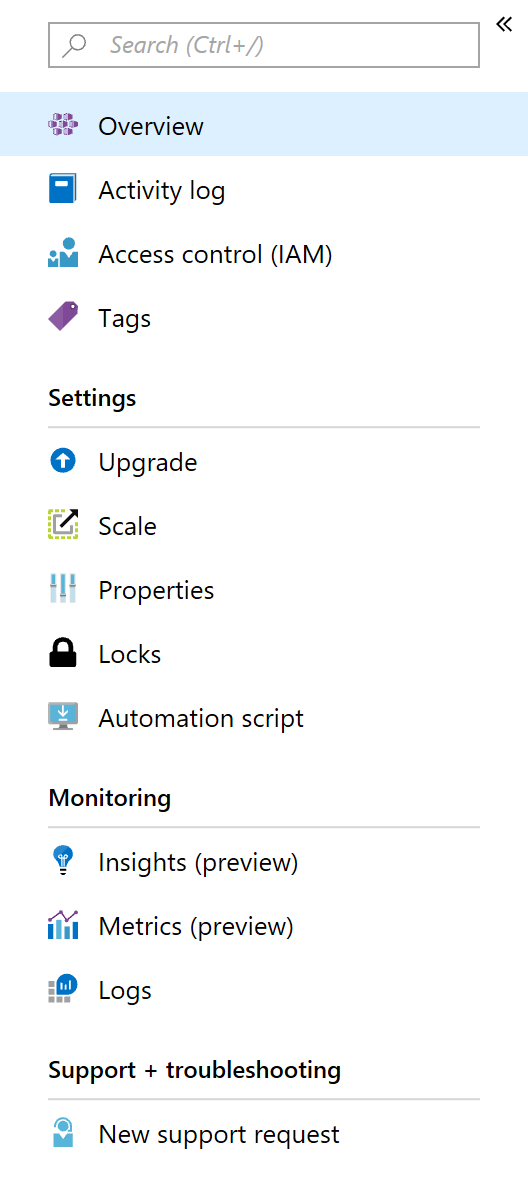 Search (Ctrl+/)
Overview
Activity log
Access control (IAM)
Tags
Settings
Upgrade
Scale
Properties
Locks
Automation script
Monitoring
Insights (preview)
Metrics (preview)
Logs
Support + troubleshooting
New support request